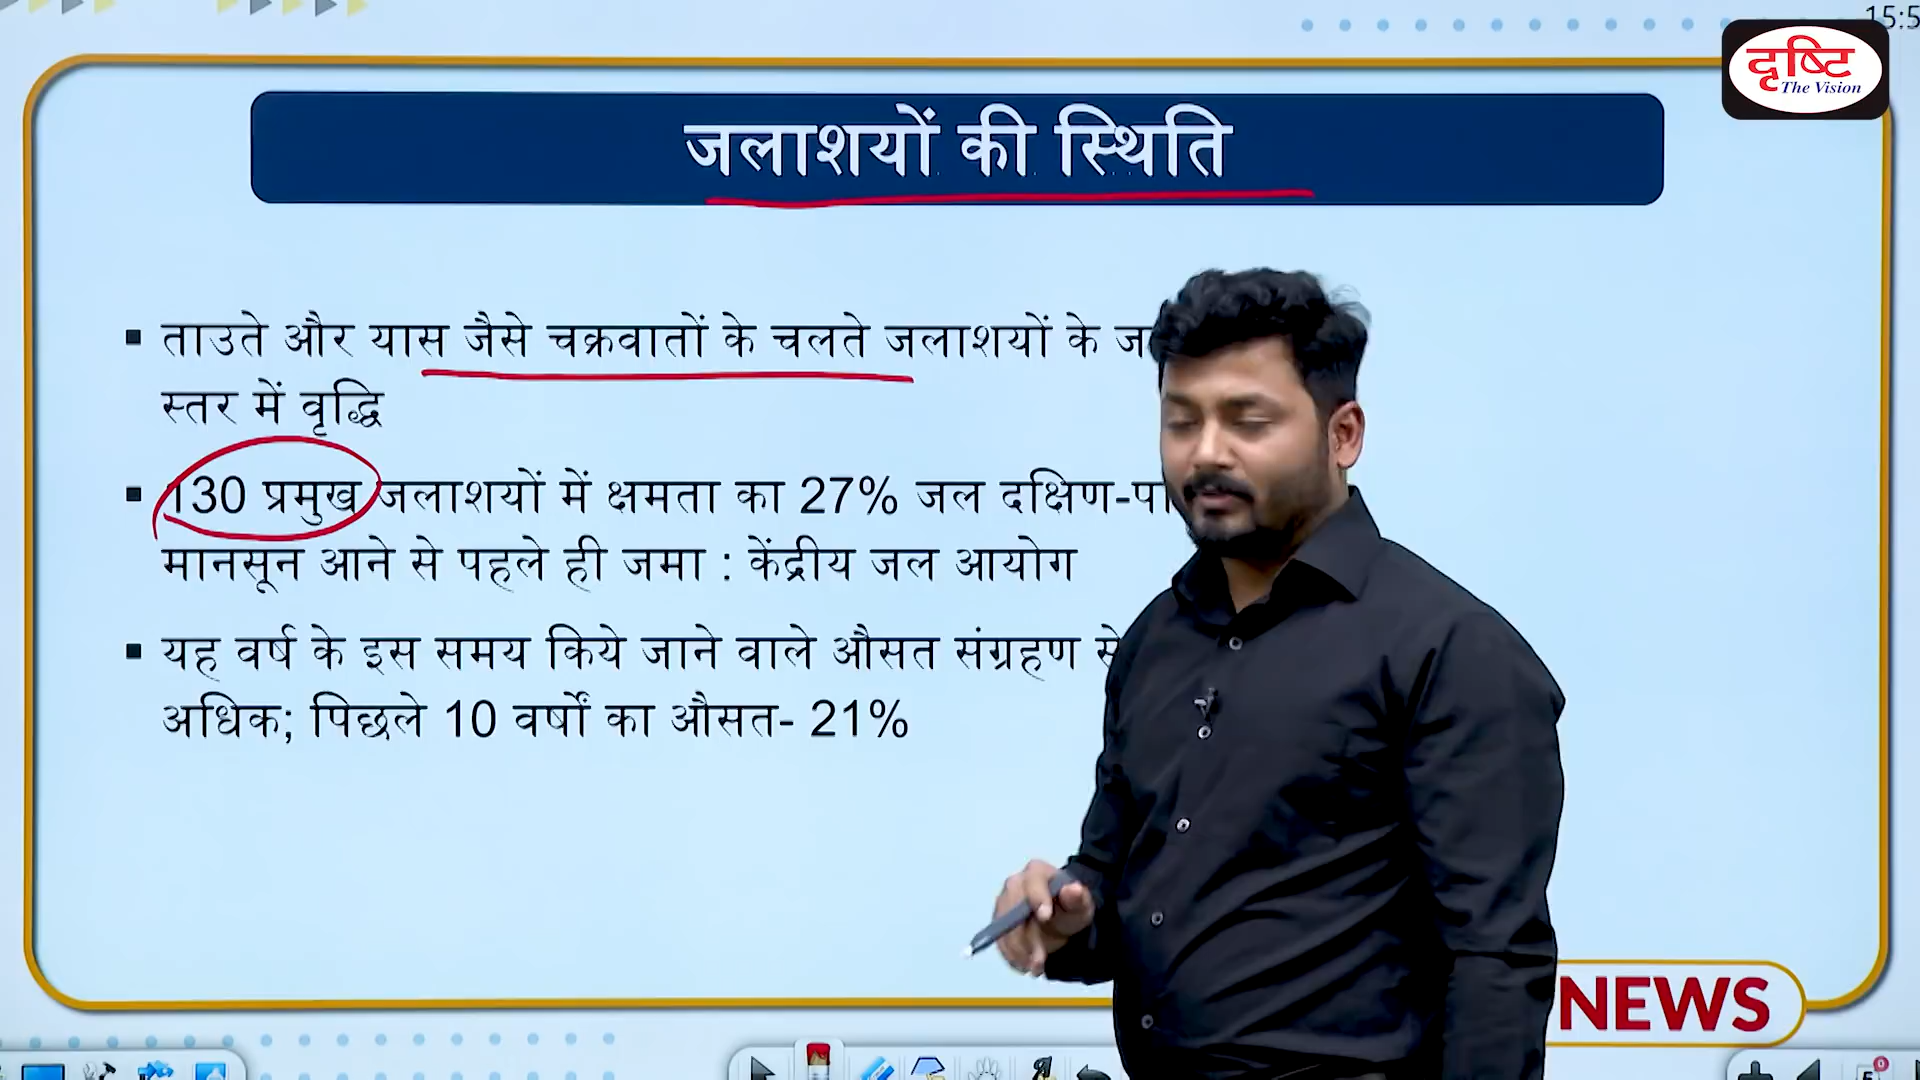 15:5
दृष्टि
The Vision
जलाशयों की स्थिति
▪ ताउते और यास जैसे चक्रवातों के चलते जलाशयों के
स्तर में वृद्धि
▪ 130 प्रमुख जलाशयों में क्षमता का 27% जल
मानसून आने से पहले ही जमा : केंद्रीय जल आयोग
▪ यह वर्ष के इस समय किये जाने वाले औसत संग्रहण से
अधिक; पिछले 10 वर्षों का औसत- 21%
NEWS